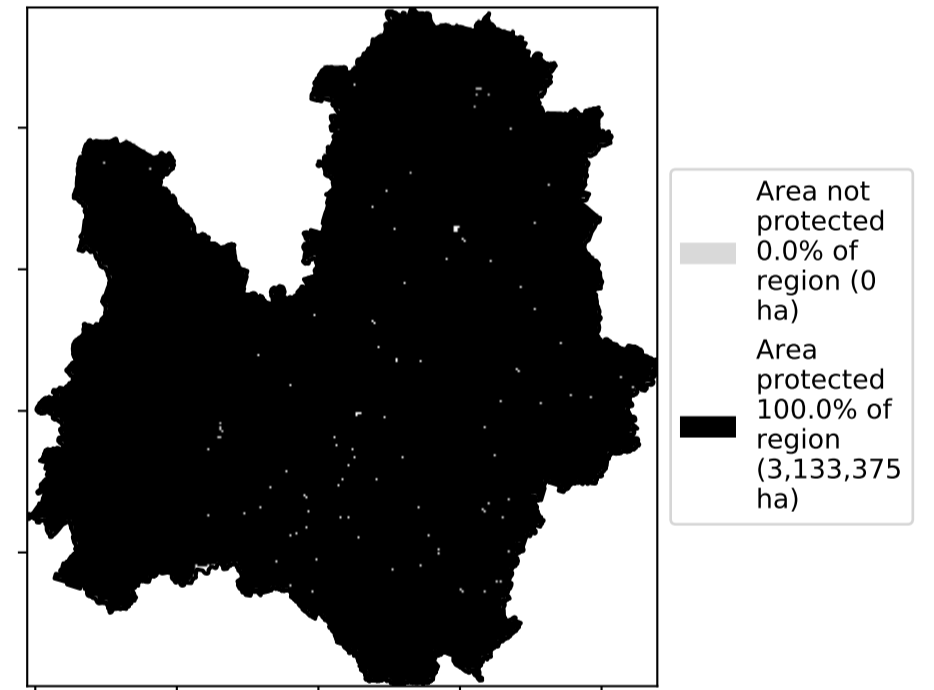 Area not
protected
0.0% of
region (0
ha)
Area
protected
100.0% of
region
(3,133,375
ha)